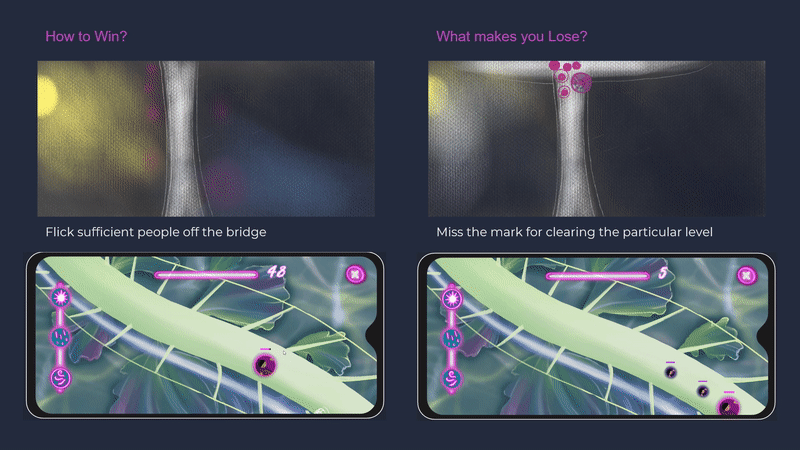 How to Win?
What makes you Lose?
Flick sufficient people off the bridge
Miss the mark for clearing the particular level
48
5